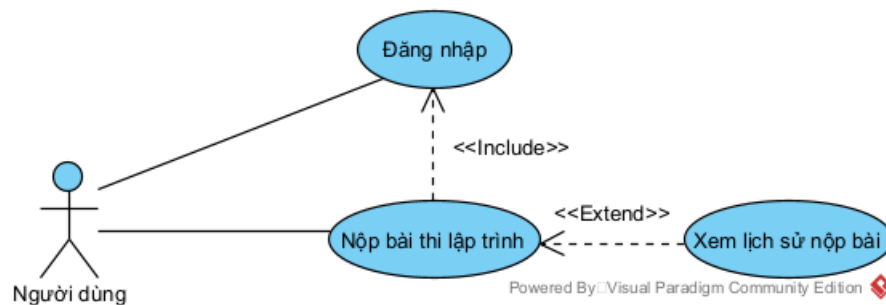 Đăng nhập
<<Include>>
<<Extend>>
Nộp bài thi lập trình
Xem lịch sử nộp bài
Người dùng
Powered By□Visual Paradigm Community Edition